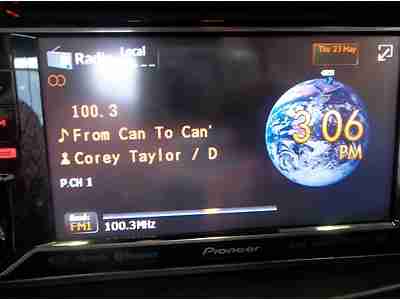 Radio Local
Thu 23 May
100.3
From Can To Can'
Corey Taylor / D
3 06
PM
P.CH 1
Band
FM1
100.3MHz
Pioneer